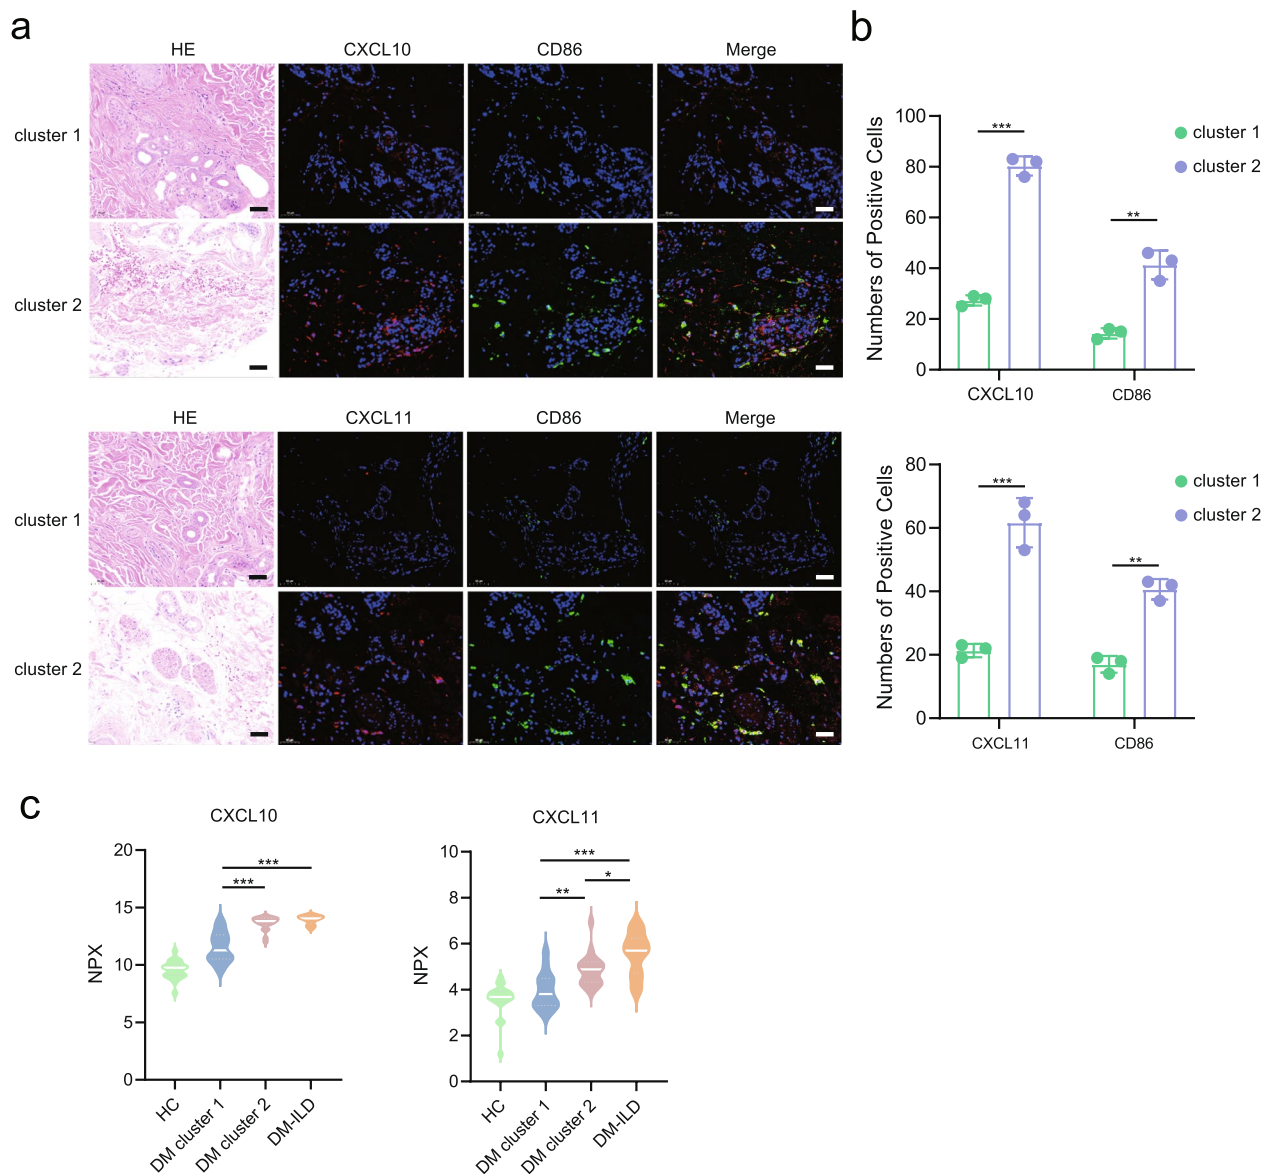 a
HE CXCL10 CD86 Merge
cluster 1
cluster 2
HE CXCL11 CD86 Merge
cluster 1
cluster 2
b
Numbers of Positive Cells
100
80
60
40
20
0
***
**
CXCL10 CD86
cluster 1
cluster 2
Numbers of Positive Cells
80
60
40
20
0
***
**
CXCL11 CD86
cluster 1
cluster 2
c
CXCL10
NPX
20
15
10
5
0
***
***
HC DM cluster 1 DM cluster 2 DM-ILD
CXCL11
NPX
10
8
6
4
2
0
***
*
**
HC DM cluster 1 DM cluster 2 DM-ILD